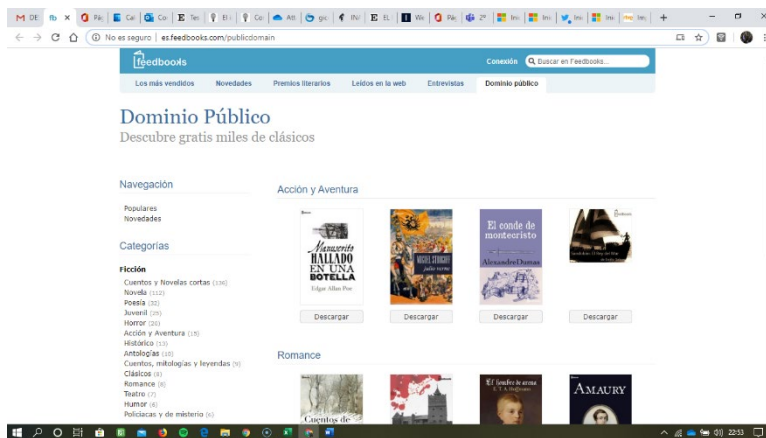 No es seguro | es.feedbooks.com/publicdomain
feedbooks
Conexión
Buscar en Feedbooks...
Los más vendidos
Novedades
Premios literarios
Leídos en la web
Entrevistas
Dominio público
Dominio Público
Descubre gratis miles de clásicos
Navegación
Populares
Novedades
Categorías
Ficción
Cuentos y Novelas cortas (136)
Novela (112)
Poesía (32)
Juvenil (25)
Horror
Acción y Aventura (15)
Histórico (13)
Antologías (10)
Cuentos, mitologías y leyendas (9)
Clásicos (8)
Romance
Teatro (7)
Humor
Policiacas y de misterio (6)
Acción y Aventura
Manuscrito
HALLADO
EN UNA
BOTELLA
Edgar Allan Poe
MIGUEL STROGOFF
julio verne
El conde de
montecristo
Alexandre Dumas
Descargar
Descargar
Descargar
Descargar
Romance
Cuentos de
El hombre de arena
E. T. A. Hoffmann
AMAURY
22:53